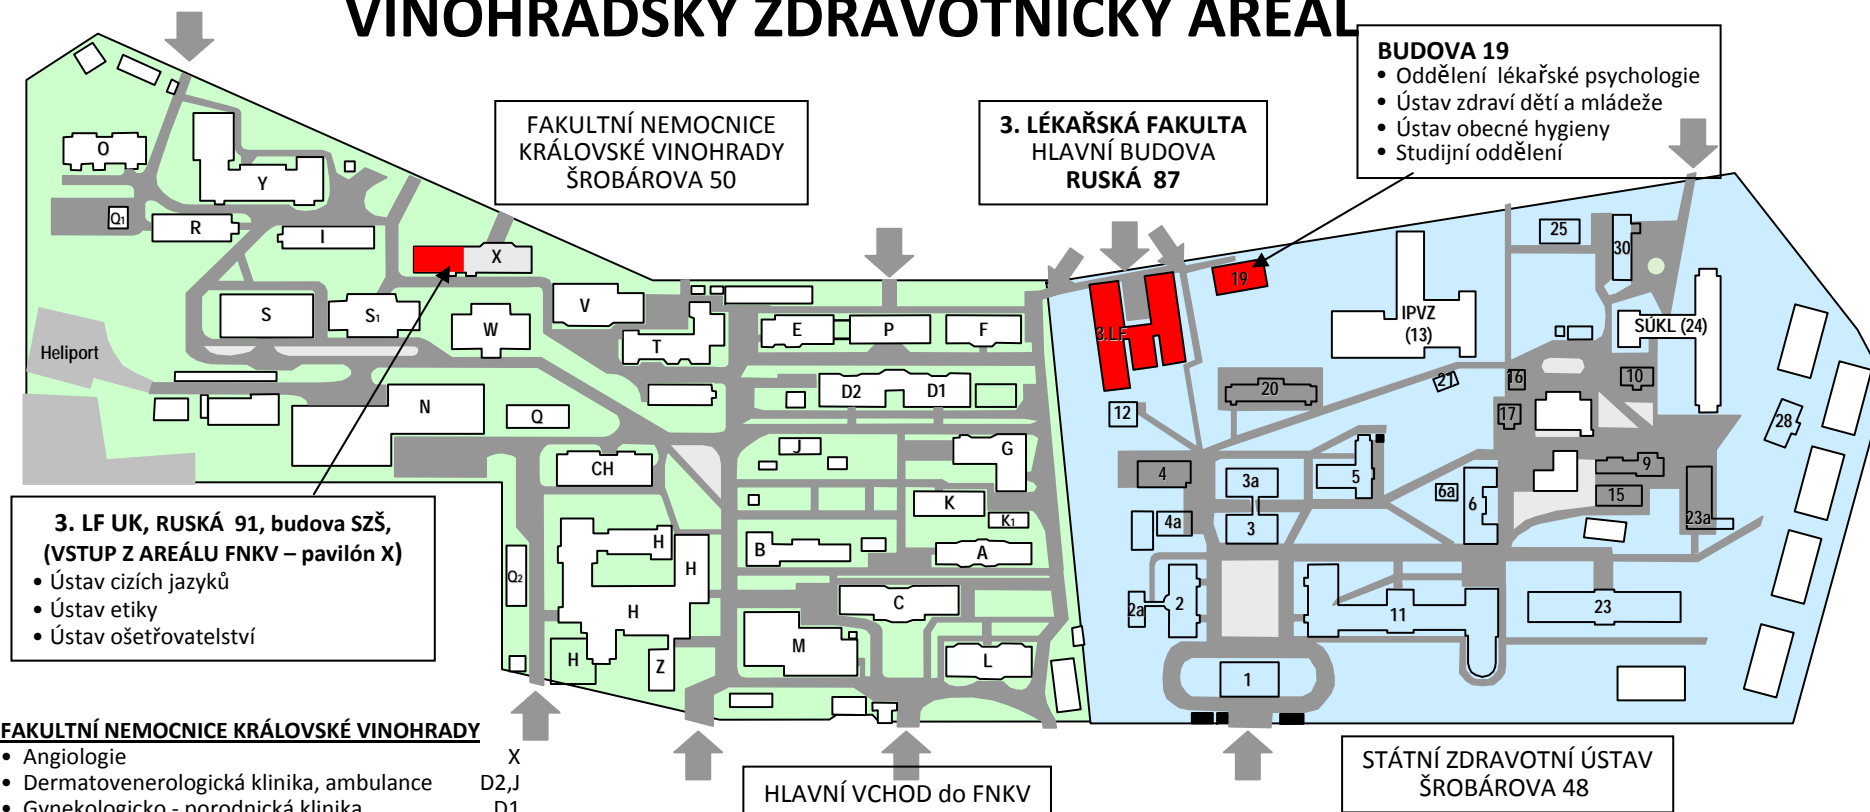 VINOHRADSKÝ ZDRAVOTNICKÝ AREÁL
BUDOVA 19
• Oddělení lékařské psychologie
• Ústav zdraví dětí a mládeže
• Ústav obecné hygieny
• Studijní oddělení
FAKULTNÍ NEMOCNICE
KRÁLOVSKÉ VINOHRADY
ŠROBÁROVA 50
3. LÉKAŘSKÁ FAKULTA
HLAVNÍ BUDOVA
RUSKÁ 87
O
Y
Q1
R
I
X
S
S1
W
V
T
E
P
F
Heliport
N
Q
D2
D1
CH
J
G
K
K1
H
H
H
H
Z
Q2
B
A
C
M
L
3.LF
19
25
30
IPVZ
(13)
SÚKL (24)
12
20
27
16
17
10
28
4
3a
5
6a
6
9
15
23a
4a
3
2a
2
11
23
1
3. LF UK, RUSKÁ 91, budova SZŠ,
(VSTUP Z AREÁLU FNKV – pavilón X)
• Ústav cizích jazyků
• Ústav etiky
• Ústav ošetřovatelství
FAKULTNÍ NEMOCNICE KRÁLOVSKÉ VINOHRADY
• Angiologie X
• Dermatovenerologická klinika, ambulance D2,J
• Gynekologicko - porodnická klinika D1
HLAVNÍ VCHOD do FNKV
STÁTNÍ ZDRAVOTNÍ ÚSTAV
ŠROBÁROVA 48